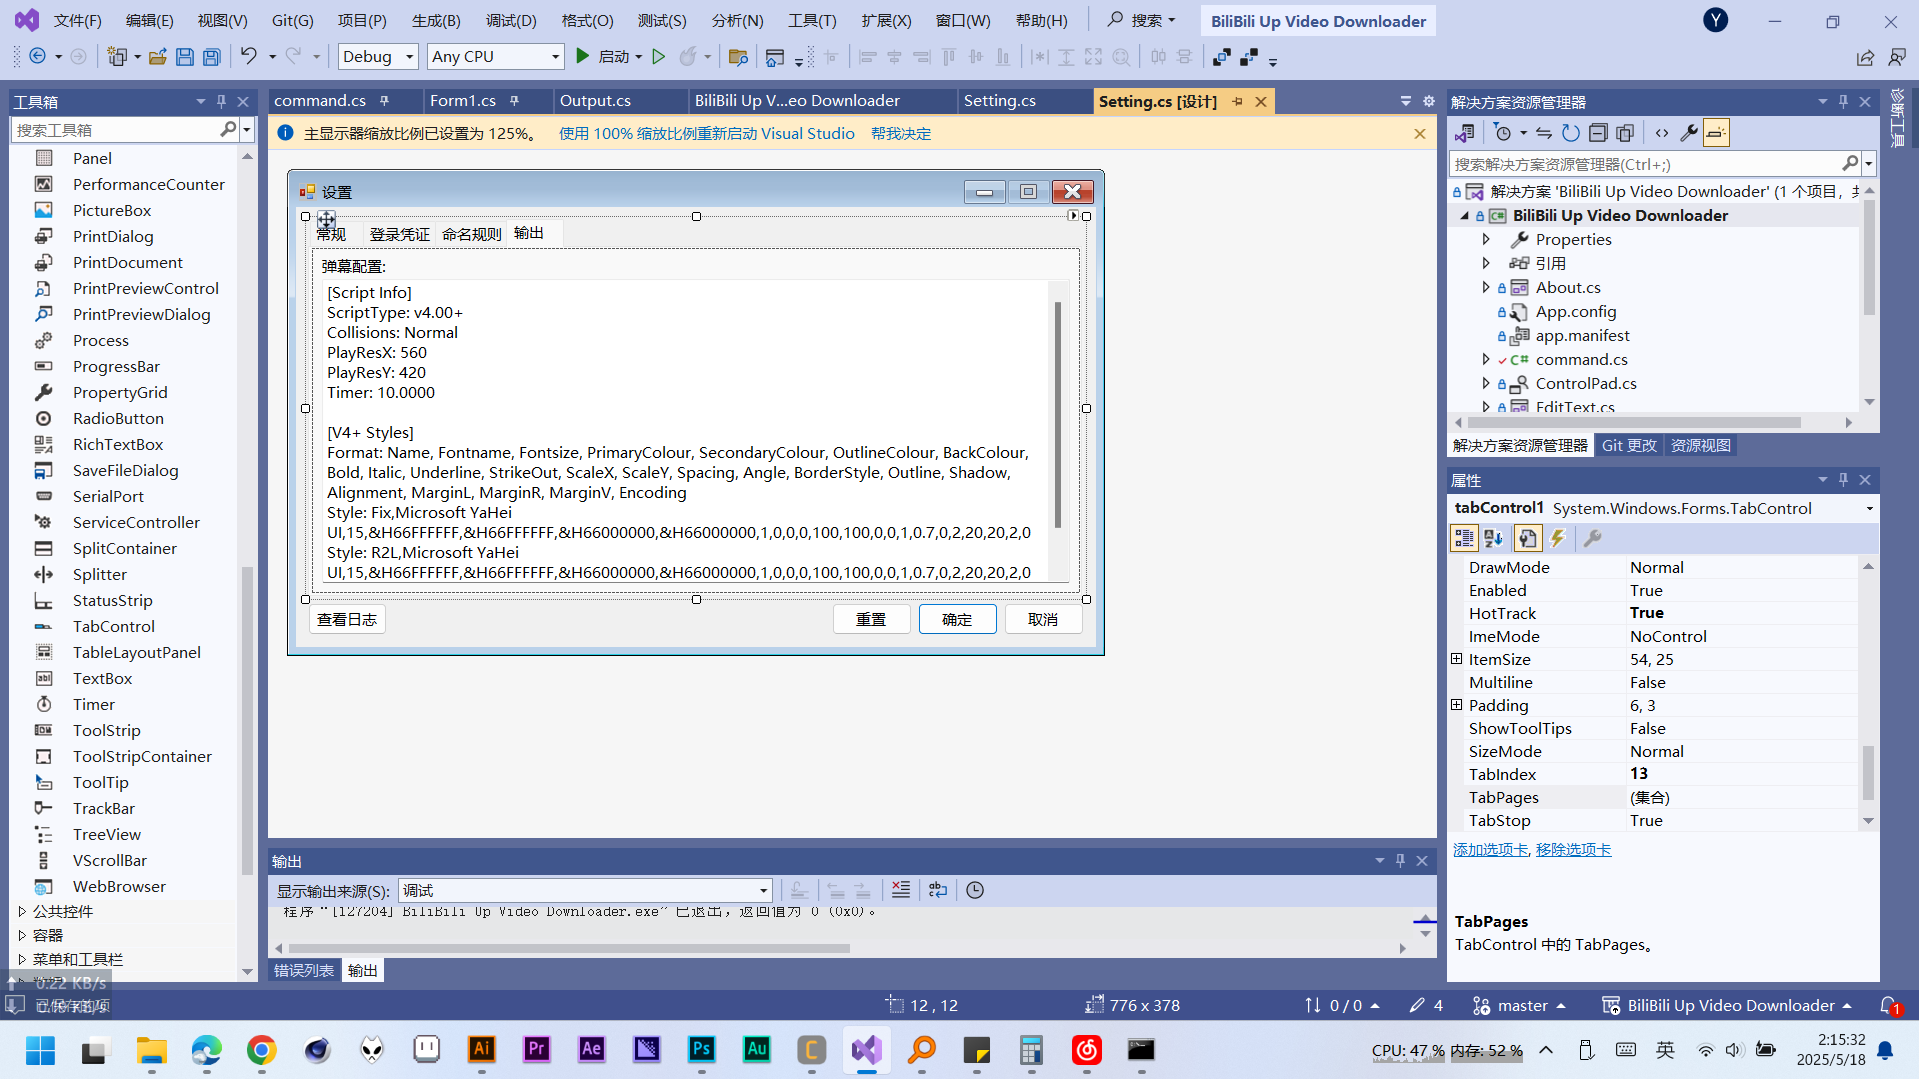 文件(F) 编辑(E) 视图(V) Git(G) 项目(P) 生成(B) 调试(D) 格式(O) 测试(S) 分析(N) 工具(T) 扩展(X) 窗口(W) 帮助(H) 搜索 BiliBili Up Video Downloader Y
Debug Any CPU 启动
工具箱
搜索工具箱
Panel
PerformanceCounter
PictureBox
PrintDialog
PrintDocument
PrintPreviewControl
PrintPreviewDialog
Process
ProgressBar
PropertyGrid
RadioButton
RichTextBox
SaveFileDialog
SerialPort
ServiceController
SplitContainer
Splitter
StatusStrip
TabControl
TableLayoutPanel
TextBox
Timer
ToolStrip
ToolStripContainer
ToolTip
TrackBar
TreeView
VScrollBar
WebBrowser
公共控件
容器
菜单和工具栏
command.cs Form1.cs Output.cs BiliBili Up V...eo Downloader Setting.cs Setting.cs [设计]
主显示器缩放比例已设置为 125%。 使用 100% 缩放比例重新启动 Visual Studio 帮我决定
设置
常规 登录凭证 命名规则 输出
弹幕配置:
[Script Info]
ScriptType: v4.00+
Collisions: Normal
PlayResX: 560
PlayResY: 420
Timer: 10.0000
[V4+ Styles]
Format: Name, Fontname, Fontsize, PrimaryColour, SecondaryColour, OutlineColour, BackColour,
Bold, Italic, Underline, StrikeOut, ScaleX, ScaleY, Spacing, Angle, BorderStyle, Outline, Shadow,
Alignment, MarginL, MarginR, MarginV, Encoding
Style: Fix,Microsoft YaHei
UI,15,&H66FFFFFF,&H66FFFFFF,&H66000000,&H66000000,1,0,0,0,100,100,0,0,1,0.7,0,2,20,20,2,0
Style: R2L,Microsoft YaHei
UI,15,&H66FFFFFF,&H66FFFFFF,&H66000000,&H66000000,1,0,0,0,100,100,0,0,1,0.7,0,2,20,20,2,0
查看日志 重置 确定 取消
输出
显示输出来源(S): 调试
程序"[127204] BiliBili Up Video Downloader.exe"已退出，返回值为 0 (0x0)。
错误列表 输出
解决方案资源管理器
搜索解决方案资源管理器(Ctrl+;)
解决方案 'BiliBili Up Video Downloader' (1 个项目，
BiliBili Up Video Downloader
Properties
引用
About.cs
App.config
app.manifest
command.cs
ControlPad.cs
EditText.cs
解决方案资源管理器 Git 更改 资源视图
诊断工具
属性
tabControl1 System.Windows.Forms.TabControl
DrawMode Normal
Enabled True
HotTrack True
ImeMode NoControl
ItemSize 54, 25
Multiline False
Padding 6, 3
ShowToolTips False
SizeMode Normal
TabIndex 13
TabPages (集合)
TabStop True
添加选项卡, 移除选项卡
TabPages
TabControl 中的 TabPages。
0.22 KB/s
已保存的项
12 , 12 776 x 378 0 / 0 4 master BiliBili Up Video Downloader 1
Ai Pr Ae Ps Au C
CPU: 47 % 内存: 52 % 英
2:15:32
2025/5/18